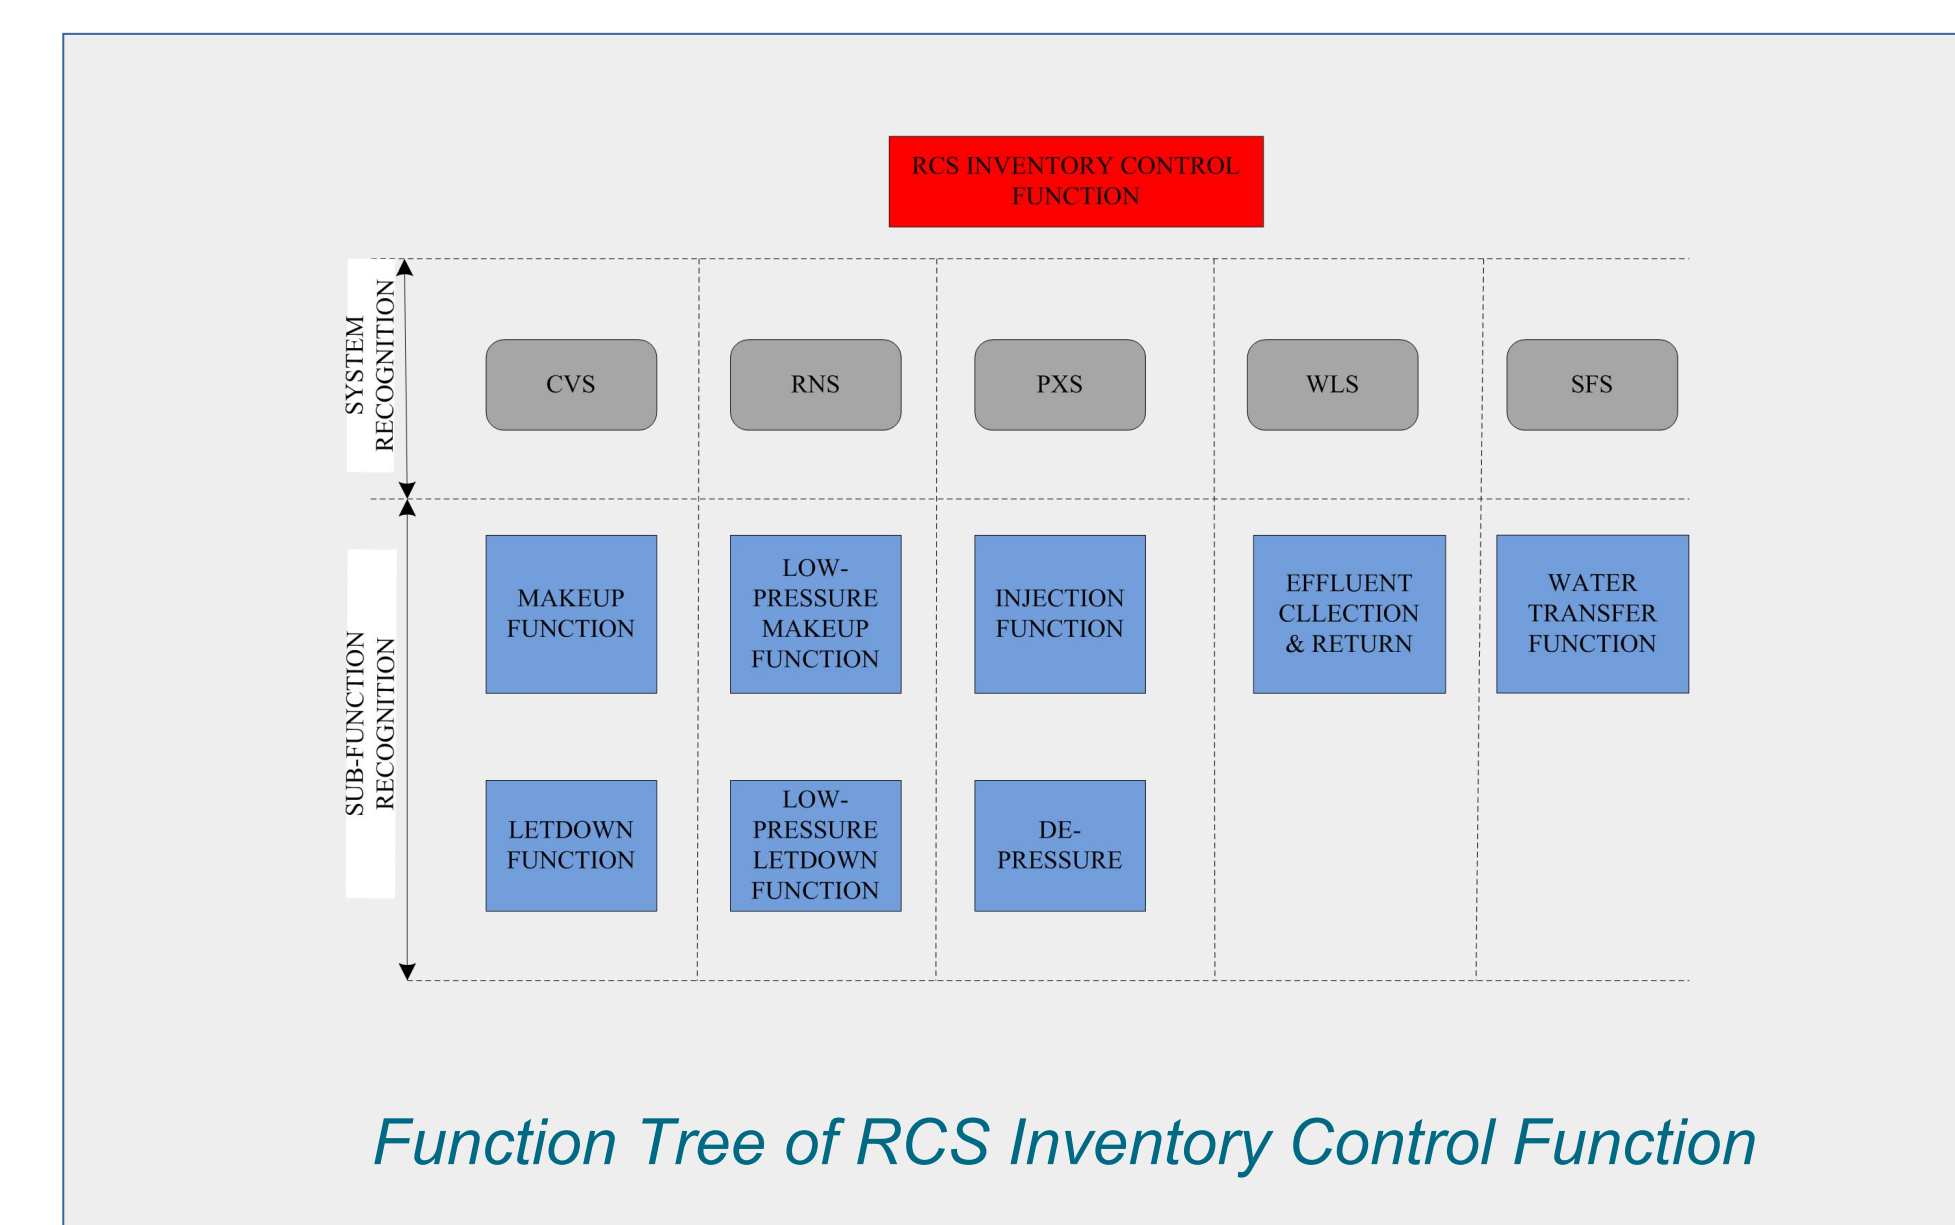 RCS INVENTORY CONTROL
FUNCTION
SYSTEM
RECOGNITION
CVS
RNS
PXS
WLS
SFS
SUB-FUNCTION
RECOGNITION
MAKEUP
FUNCTION
LOW-
PRESSURE
MAKEUP
FUNCTION
INJECTION
FUNCTION
EFFLUENT
CLLECTION
& RETURN
WATER
TRANSFER
FUNCTION
LETDOWN
FUNCTION
LOW-
PRESSURE
LETDOWN
FUNCTION
DE-
PRESSURE
Function Tree of RCS Inventory Control Function